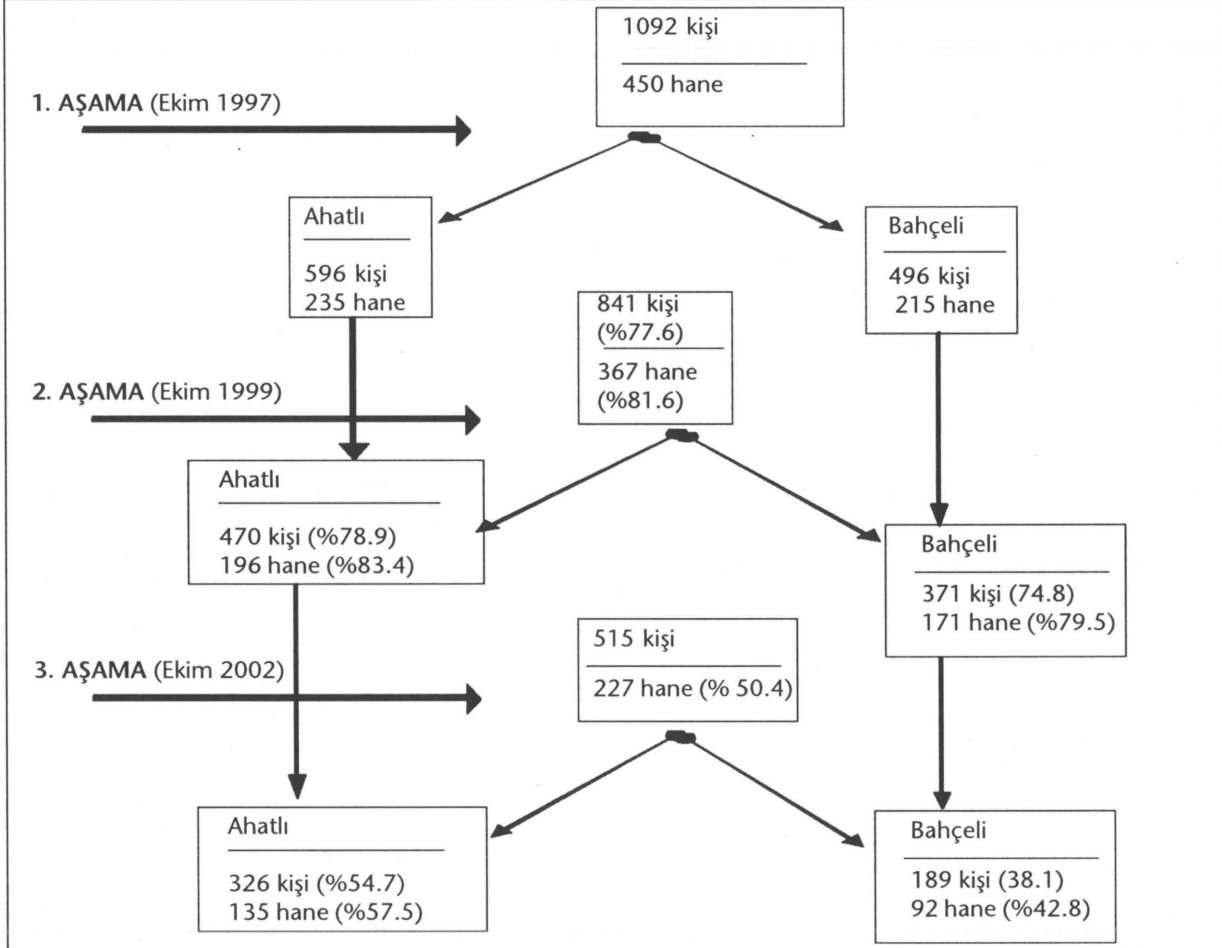 1092 kişi
450 hane
1. AŞAMA (Ekim 1997)
Ahatlı
596 kişi
235 hane
Bahçeli
496 kişi
215 hane
841 kişi
(%77.6)
367 hane
(%81.6)
2. AŞAMA (Ekim 1999)
Ahatlı
470 kişi (%78.9)
196 hane (%83.4)
Bahçeli
371 kişi (74.8)
171 hane (%79.5)
515 kişi
227 hane (% 50.4)
3. AŞAMA (Ekim 2002)
Ahatlı
326 kişi (%54.7)
135 hane (%57.5)
Bahçeli
189 kişi (38.1)
92 hane (%42.8)